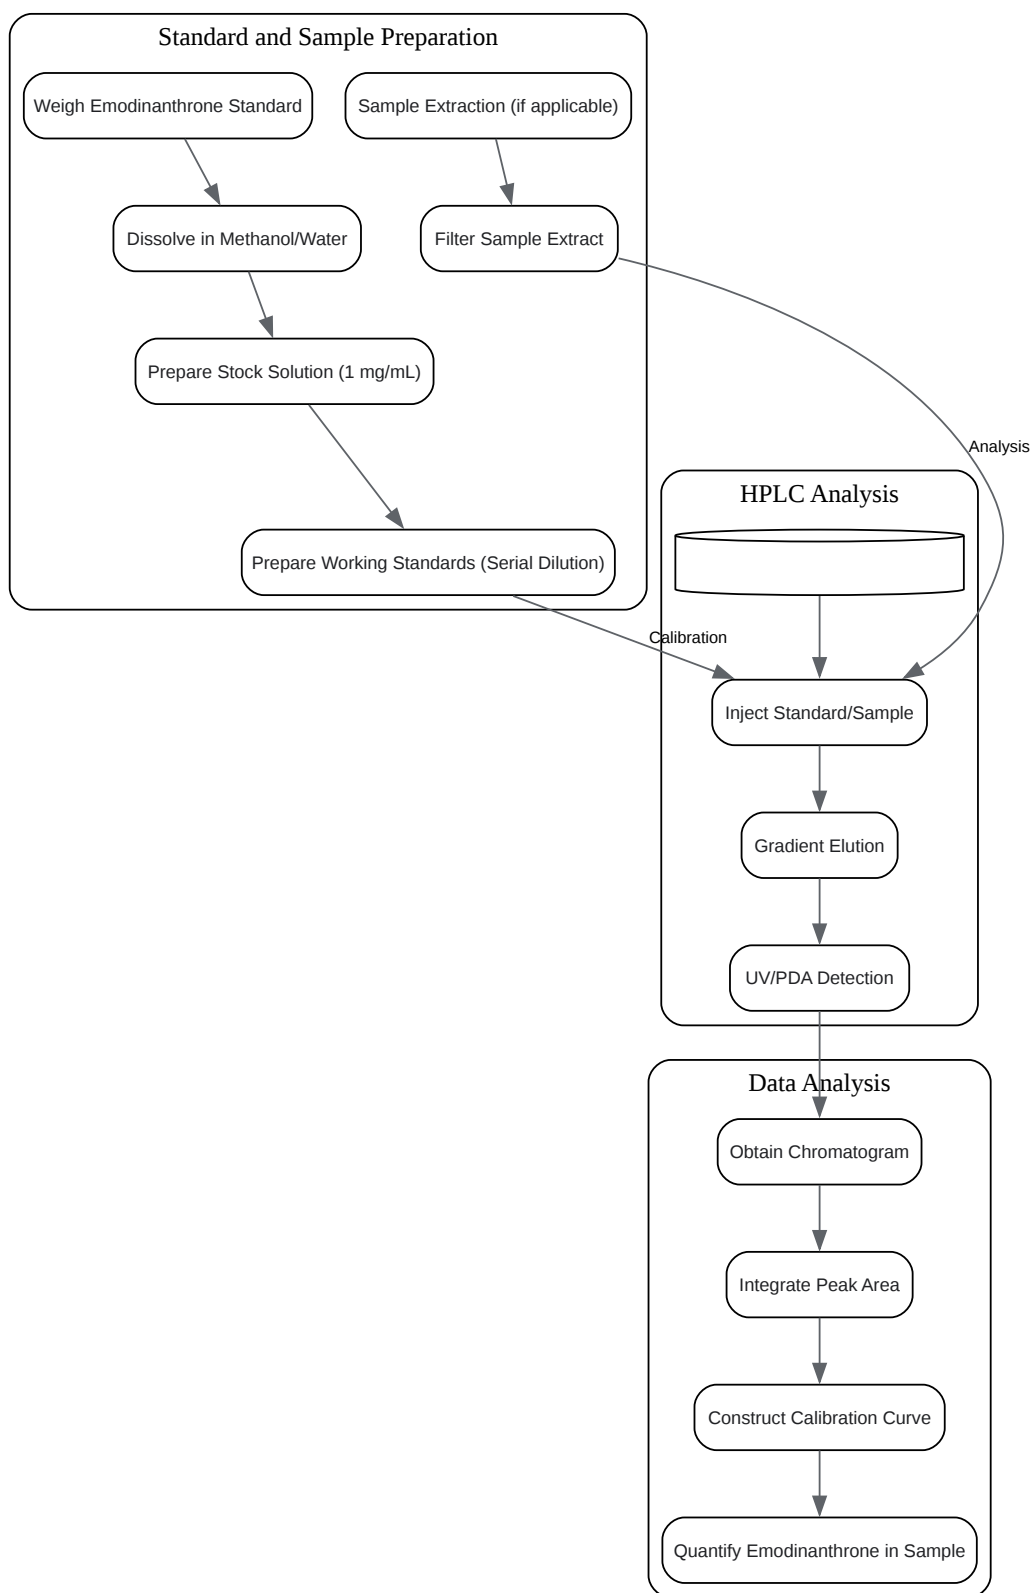 Standard and Sample Preparation
Weigh Emodinanthrone Standard
Sample Extraction (if applicable)
Dissolve in Methanol/Water
Filter Sample Extract
Prepare Stock Solution (1 mg/mL)
Analysis
HPLC Analysis
Prepare Working Standards (Serial Dilution)
Calibration
Inject Standard/Sample
Gradient Elution
UV/PDA Detection
Data Analysis
Obtain Chromatogram
Integrate Peak Area
Construct Calibration Curve
Quantify Emodinanthrone in Sample